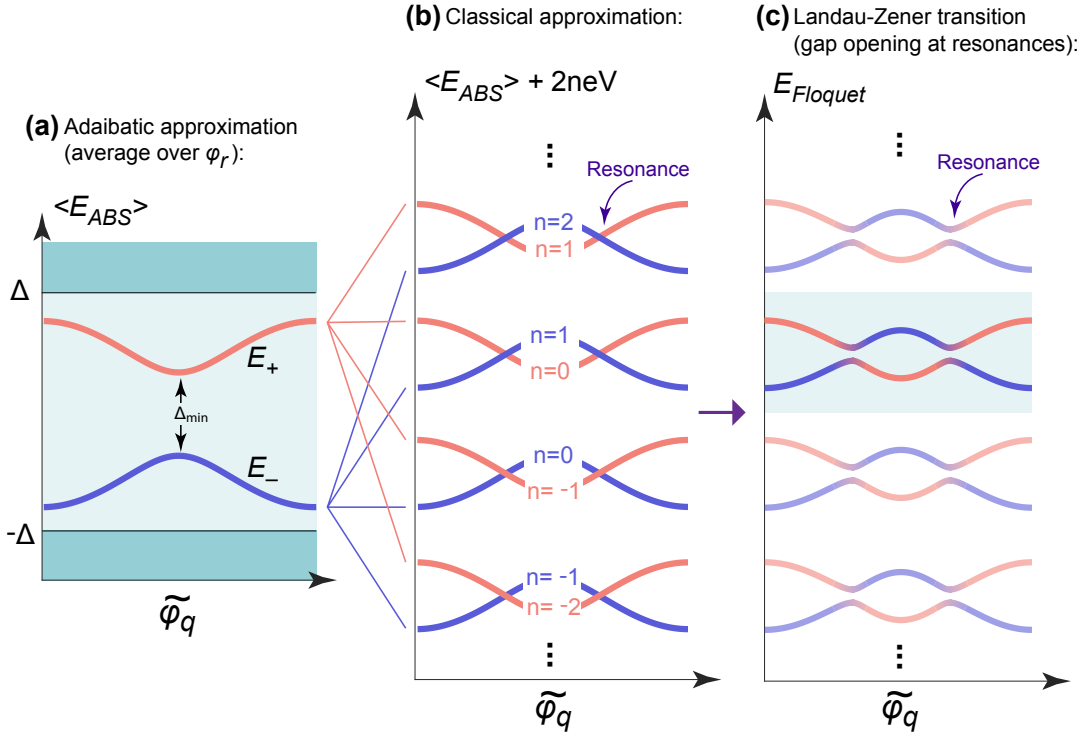 (a) Adaibatic approximation
(average over φr):
<EABS>
Δ
E+
Δmin
E_
-Δ
φ̃q
(b) Classical approximation:
<EABS> + 2neV
⋮
Resonance
n=2
n=1
n=1
n=0
n=0
n= -1
n= -1
n= -2
⋮
φ̃q
(c) Landau-Zener transition
(gap opening at resonances):
EFloquet
⋮
Resonance
⋮
φ̃q